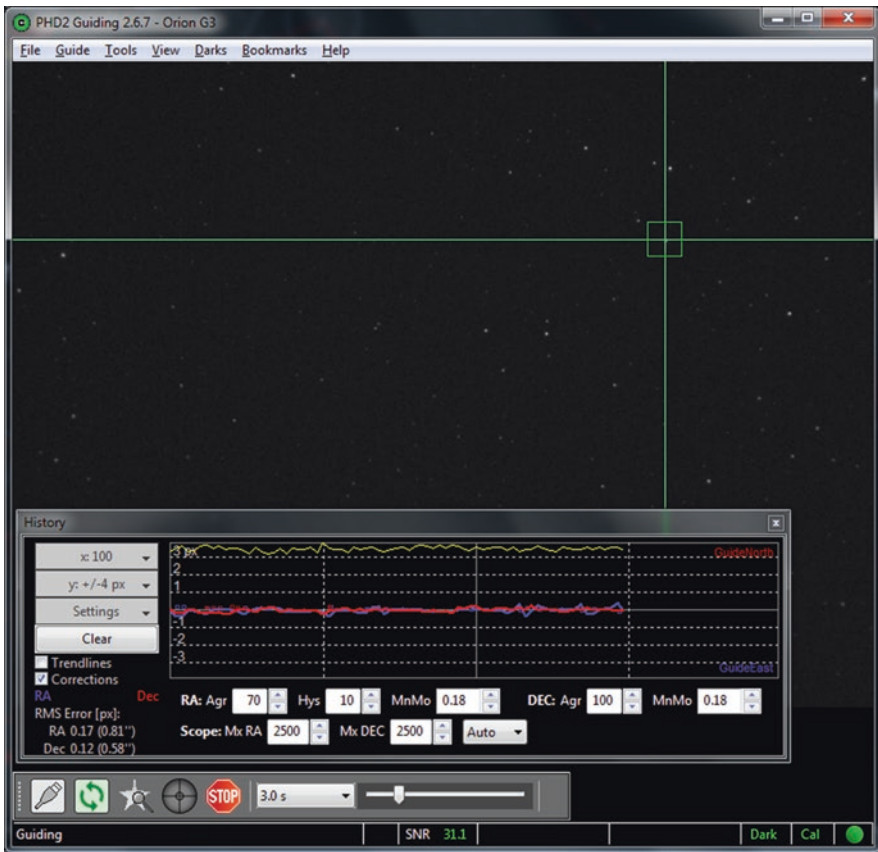 PHD2 Guiding 2.6.7 - Orion G3
File Guide Tools View Darks Bookmarks Help
History
x: 100
y: +/-4 px
Settings
Clear
Trendlines
Corrections
RA Dec
RMS Error [px]:
RA 0.17 (0.81")
Dec 0.12 (0.58")
3 px
2
1
-1
-2
-3
GuideNorth
GuideEast
RA: Agr 70 Hys 10 MnMo 0.18 DEC: Agr 100 MnMo 0.18
Scope: Mx RA 2500 Mx DEC 2500 Auto
STOP 3.0 s
Guiding SNR 31.1 Dark Cal